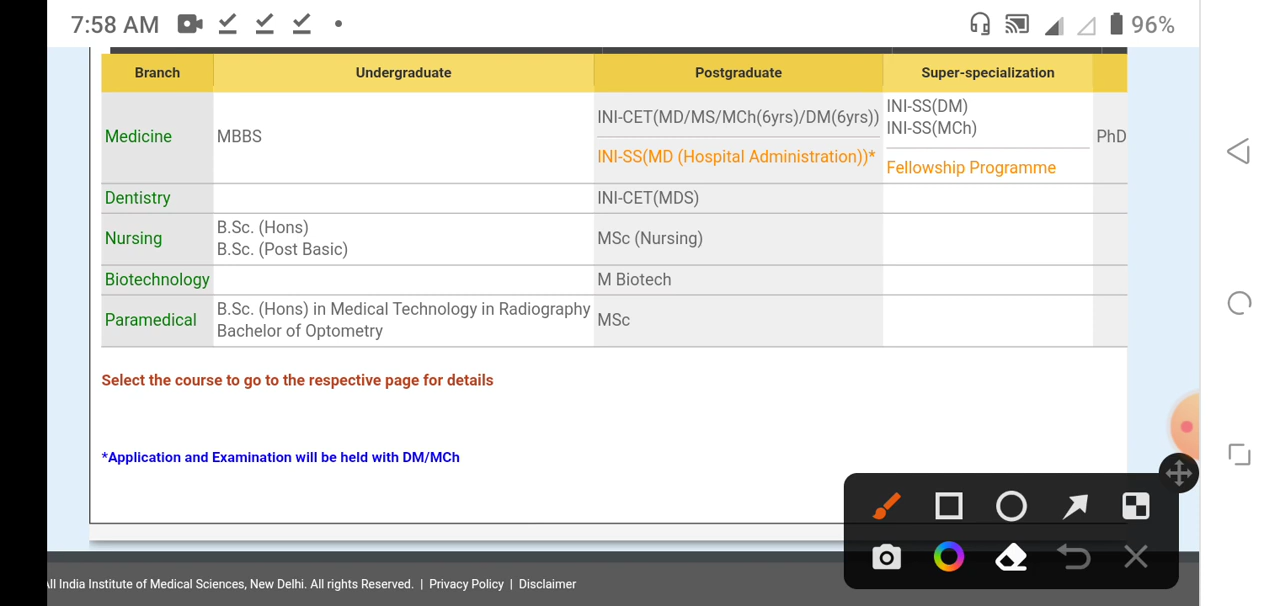 7:58 AM
96%
Branch Undergraduate Postgraduate Super-specialization
Medicine MBBS INI-CET(MD/MS/MCh(6yrs)/DM(6yrs)) INI-SS(DM)
INI-SS(MCh)
INI-SS(MD (Hospital Administration))* Fellowship Programme PhD
Dentistry INI-CET(MDS)
Nursing B.Sc. (Hons)
B.Sc. (Post Basic) MSc (Nursing)
Biotechnology M Biotech
Paramedical B.Sc. (Hons) in Medical Technology in Radiography
Bachelor of Optometry MSc
Select the course to go to the respective page for details
*Application and Examination will be held with DM/MCh
All India Institute of Medical Sciences, New Delhi. All rights Reserved. | Privacy Policy | Disclaimer